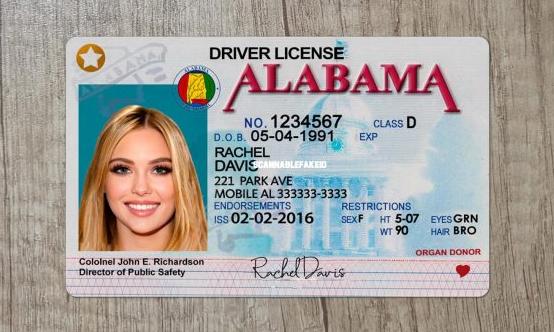 DRIVER LICENSE
ALABAMA
ALABAMA
NO. 1234567 CLASS D
D.O.B. 05-04-1991 EXP
RACHEL
DAVIS
SCANNABLEFAKEID
221 PARK AVE
MOBILE AL 333333-3333
ENDORSEMENTS RESTRICTIONS
ISS 02-02-2016 SEX F HT 5-07 EYES GRN
WT 90 HAIR BRO
ORGAN DONOR
Cololnel John E. Richardson
Director of Public Safety
Rachel Davis